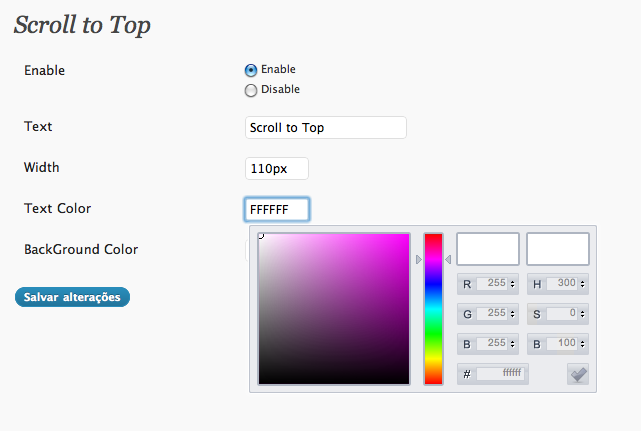 Scroll to Top
Enable
Enable
Disable
Text
Scroll to Top
Width
110px
Text Color
FFFFFF
BackGround Color
R 255 H 300
G 255 S 0
B 255 B 100
# ffffff
Salvar alterações